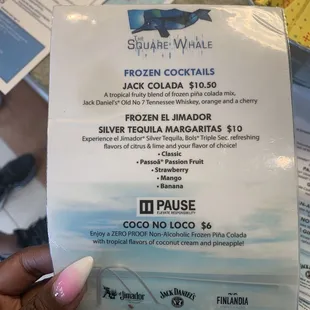 THE
SQUARE WHALE
FROZEN COCKTAILS
JACK COLADA $10.50
A tropical fruity blend of frozen piña colada mix,
Jack Daniel's® Old No 7 Tennessee Whiskey, orange and a cherry
FROZEN EL JIMADOR
SILVER TEQUILA MARGARITAS $10
Experience el Jimador® Silver Tequila, Bols® Triple Sec. refreshing
flavors of citrus & lime and your flavor of choice!
• Classic
• Passoã® Passion Fruit
• Strawberry
• Mango
• Banana
PAUSE
COCO NO LOCO $6
Enjoy a ZERO PROOF Non-Alcoholic Frozen Piña Colada
with tropical flavors of coconut cream and pineapple!
el Jimador
JACK DANIEL'S
FINLANDIA